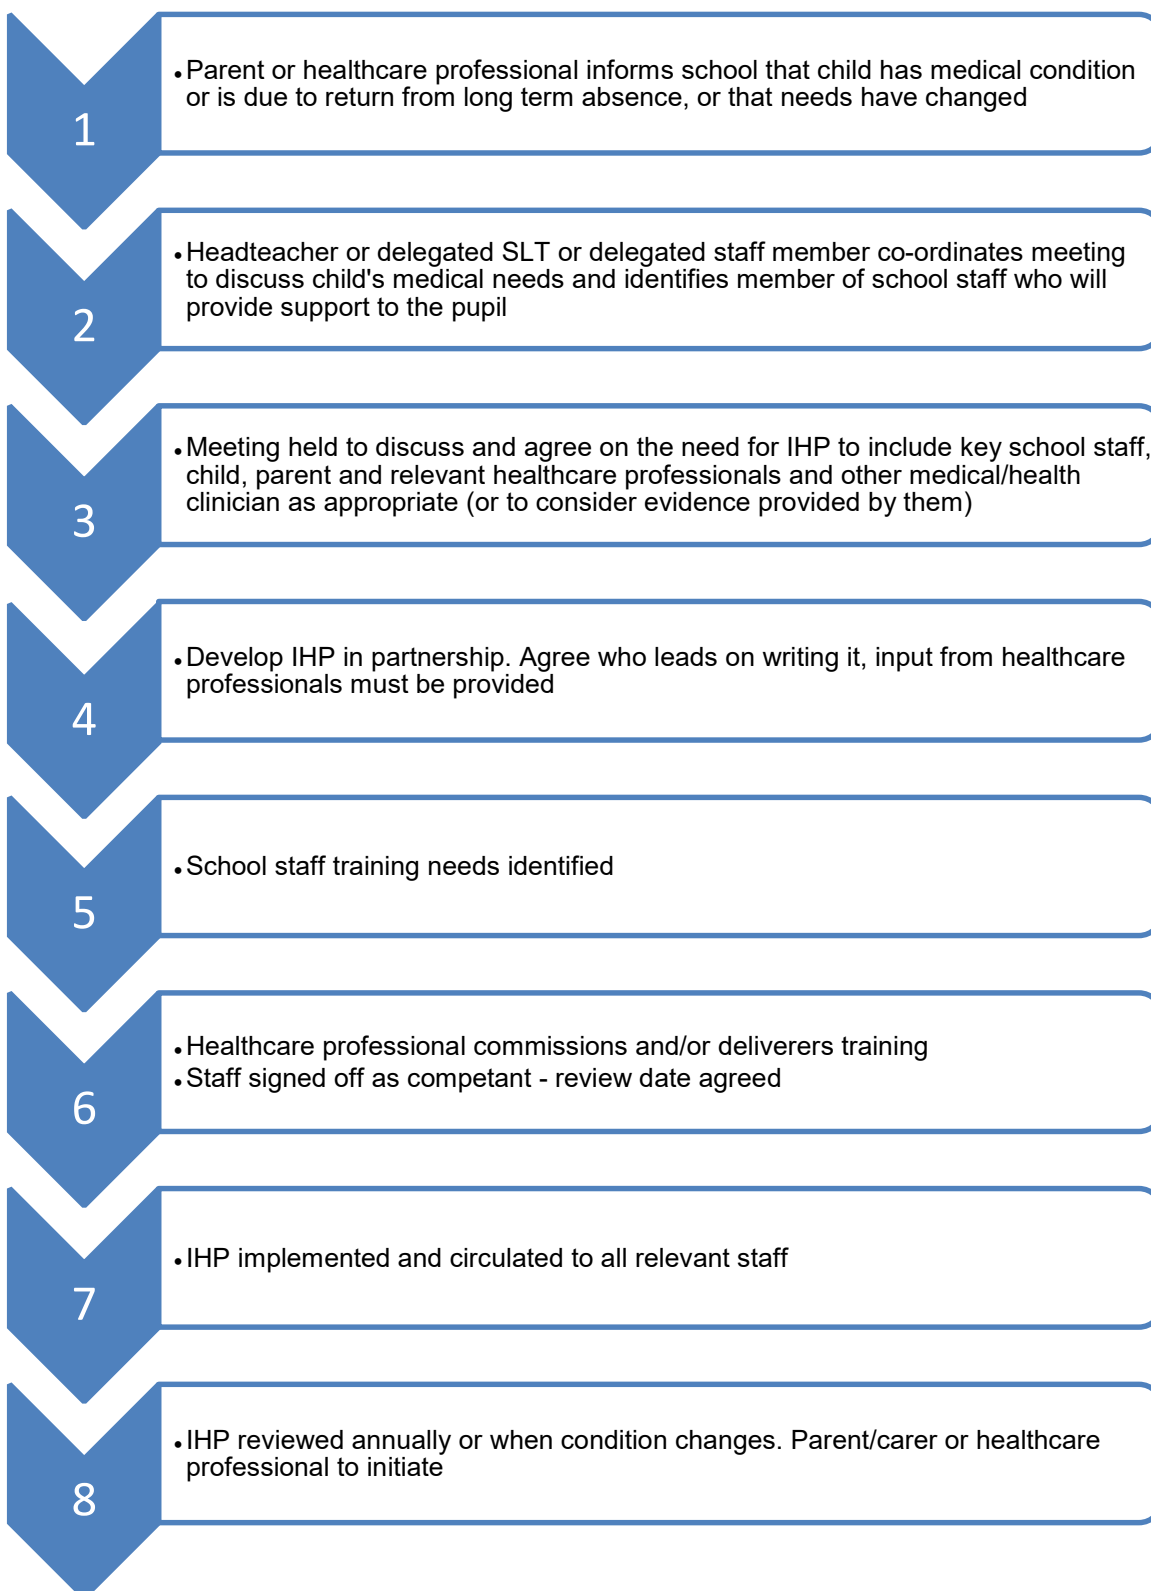 1
• Parent or healthcare professional informs school that child has medical condition
or is due to return from long term absence, or that needs have changed
2
• Headteacher or delegated SLT or delegated staff member co-ordinates meeting
to discuss child's medical needs and identifies member of school staff who will
provide support to the pupil
3
• Meeting held to discuss and agree on the need for IHP to include key school staff,
child, parent and relevant healthcare professionals and other medical/health
clinician as appropriate (or to consider evidence provided by them)
4
• Develop IHP in partnership. Agree who leads on writing it, input from healthcare
professionals must be provided
5
• School staff training needs identified
6
• Healthcare professional commissions and/or deliverers training
• Staff signed off as competant - review date agreed
7
• IHP implemented and circulated to all relevant staff
8
• IHP reviewed annually or when condition changes. Parent/carer or healthcare
professional to initiate